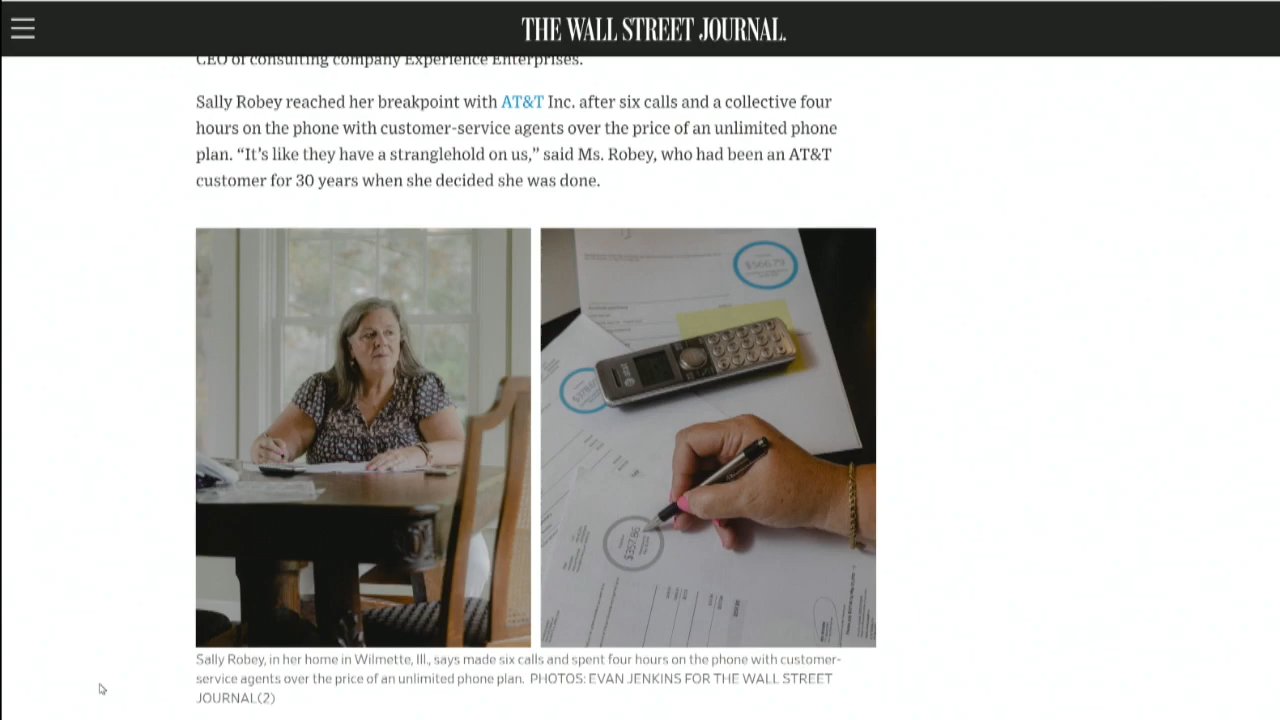 THE WALL STREET JOURNAL.
CEO of consulting company Experience Enterprises.
Sally Robey reached her breakpoint with AT&T Inc. after six calls and a collective four
hours on the phone with customer-service agents over the price of an unlimited phone
plan. “It’s like they have a stranglehold on us,” said Ms. Robey, who had been an AT&T
customer for 30 years when she decided she was done.
$566.79
$357.86
Sally Robey, in her home in Wilmette, Ill., says made six calls and spent four hours on the phone with customer-
service agents over the price of an unlimited phone plan. PHOTOS: EVAN JENKINS FOR THE WALL STREET
JOURNAL(2)